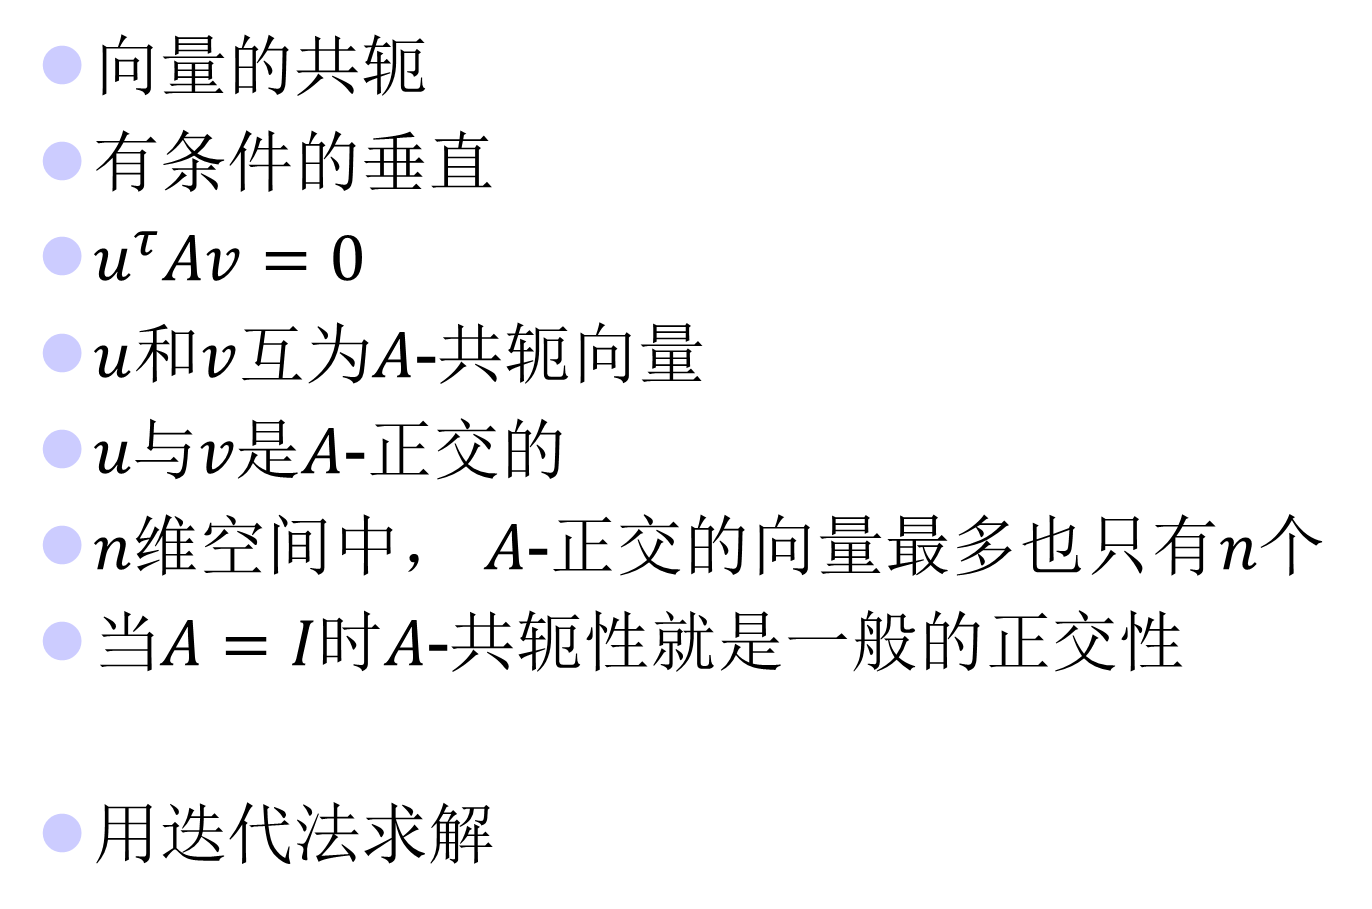 向量的共轭
有条件的垂直
u^τ Av = 0
u和v互为A-共轭向量
u与v是A-正交的
n维空间中， A-正交的向量最多也只有n个
当A = I时A-共轭性就是一般的正交性
用迭代法求解